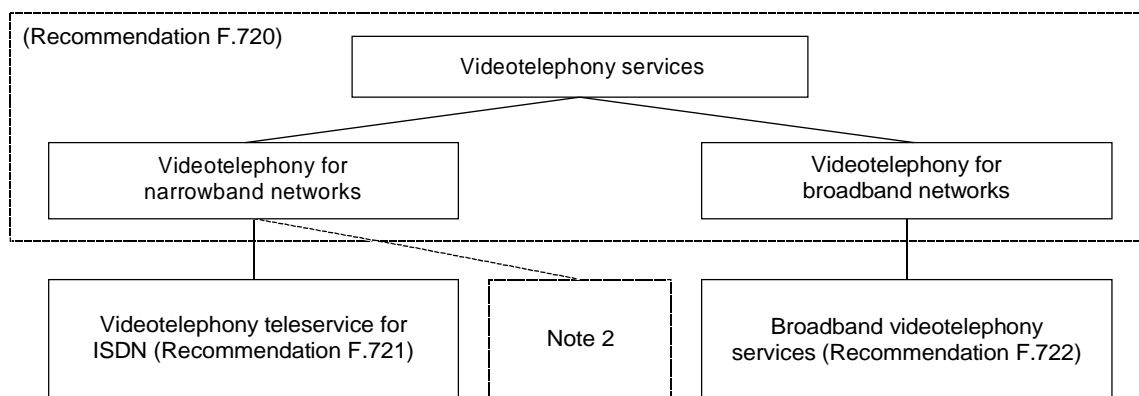 (Recommendation F.720)
Videotelephony services
Videotelephony for
narrowband networks
Videotelephony for
broadband networks
Videotelephony teleservice for
ISDN (Recommendation F.721)
Note 2
Broadband videotelephony
services (Recommendation F.722)